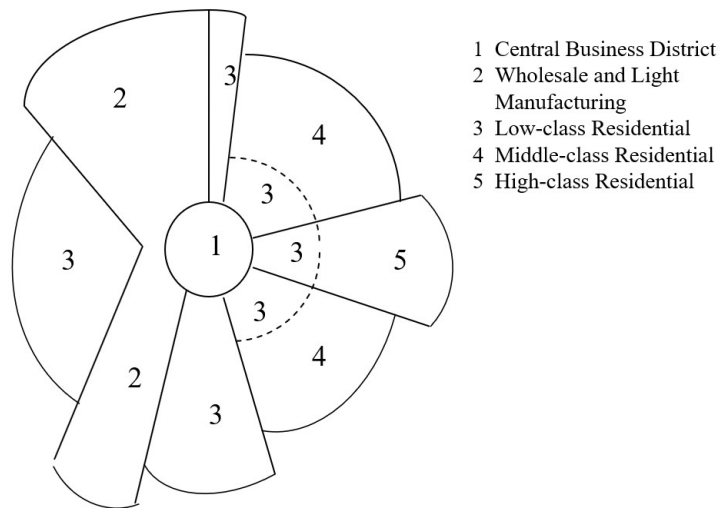 1 Central Business District
2 Wholesale and Light
Manufacturing
3 Low-class Residential
4 Middle-class Residential
5 High-class Residential
3
2
4
3
1
3
5
3
3
4
2
3